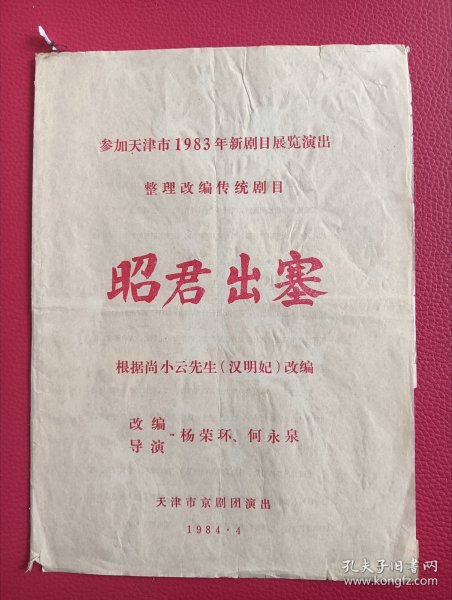 参加天津市1983年新剧目展览演出
整理改编传统剧目
昭君出塞
根据尚小云先生(汉明妃)改编
改编
导演
杨荣环、何永泉
天津市京剧团演出
1984·4
孔夫子旧书网
www.kongfz.com